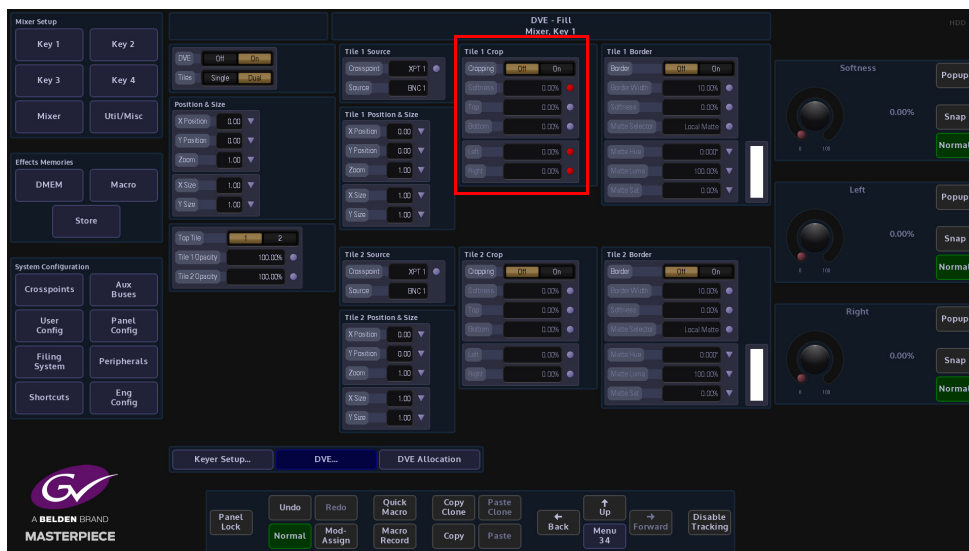 Mixer Setup
Key 1
Key 2
Key 3
Key 4
Mixer
Util/Misc
Effects Memories
DMEM
Macro
Store
System Configuration
Crosspoints
Aux
Buses
User
Config
Panel
Config
Filing
System
Peripherals
Shortcuts
Eng
Config
A BELDEN BRAND
MASTERPIECE
DVE - Fill
Mixer, Key 1
HDD
DVE Off On
Tiles Single Dual
Position & Size
X Position 0.00
Y Position 0.00
Zoom 1.00
X Size 1.00
Y Size 1.00
Top Tile 1 2
Tile 1 Opacity 100.00%
Tile 2 Opacity 100.00%
Tile 1 Source
Crosspoint XPT 1
Source BNC 1
Tile 1 Position & Size
X Position 0.00
Y Position 0.00
Zoom 1.00
X Size 1.00
Y Size 1.00
Tile 1 Crop
Cropping Off On
Softness 0.00%
Top 0.00%
Bottom 0.00%
Left 0.00%
Right 0.00%
Tile 1 Border
Border Off On
Border Width 10.00%
Softness 0.00%
Matte Selector Local Matte
Matte Hue 0.000°
Matte Luma 100.00%
Matte Sat 0.00%
Tile 2 Source
Crosspoint XPT 1
Source BNC 1
Tile 2 Position & Size
X Position 0.00
Y Position 0.00
Zoom 1.00
X Size 1.00
Y Size 1.00
Tile 2 Crop
Cropping Off On
Softness 0.00%
Top 0.00%
Bottom 0.00%
Left 0.00%
Right 0.00%
Tile 2 Border
Border Off On
Border Width 10.00%
Softness 0.00%
Matte Selector Local Matte
Matte Hue 0.000°
Matte Luma 100.00%
Matte Sat 0.00%
Softness
0.00%
0 100
Popup
Snap
Normal
Left
0.00%
0 100
Popup
Snap
Normal
Right
0.00%
0 100
Popup
Snap
Normal
Keyer Setup...
DVE...
DVE Allocation
Panel
Lock
Undo
Redo
Normal
Mod-
Assign
Quick
Macro
Macro
Record
Copy
Clone
Paste
Clone
Copy
Paste
Back
Up
Menu
34
Forward
Disable
Tracking